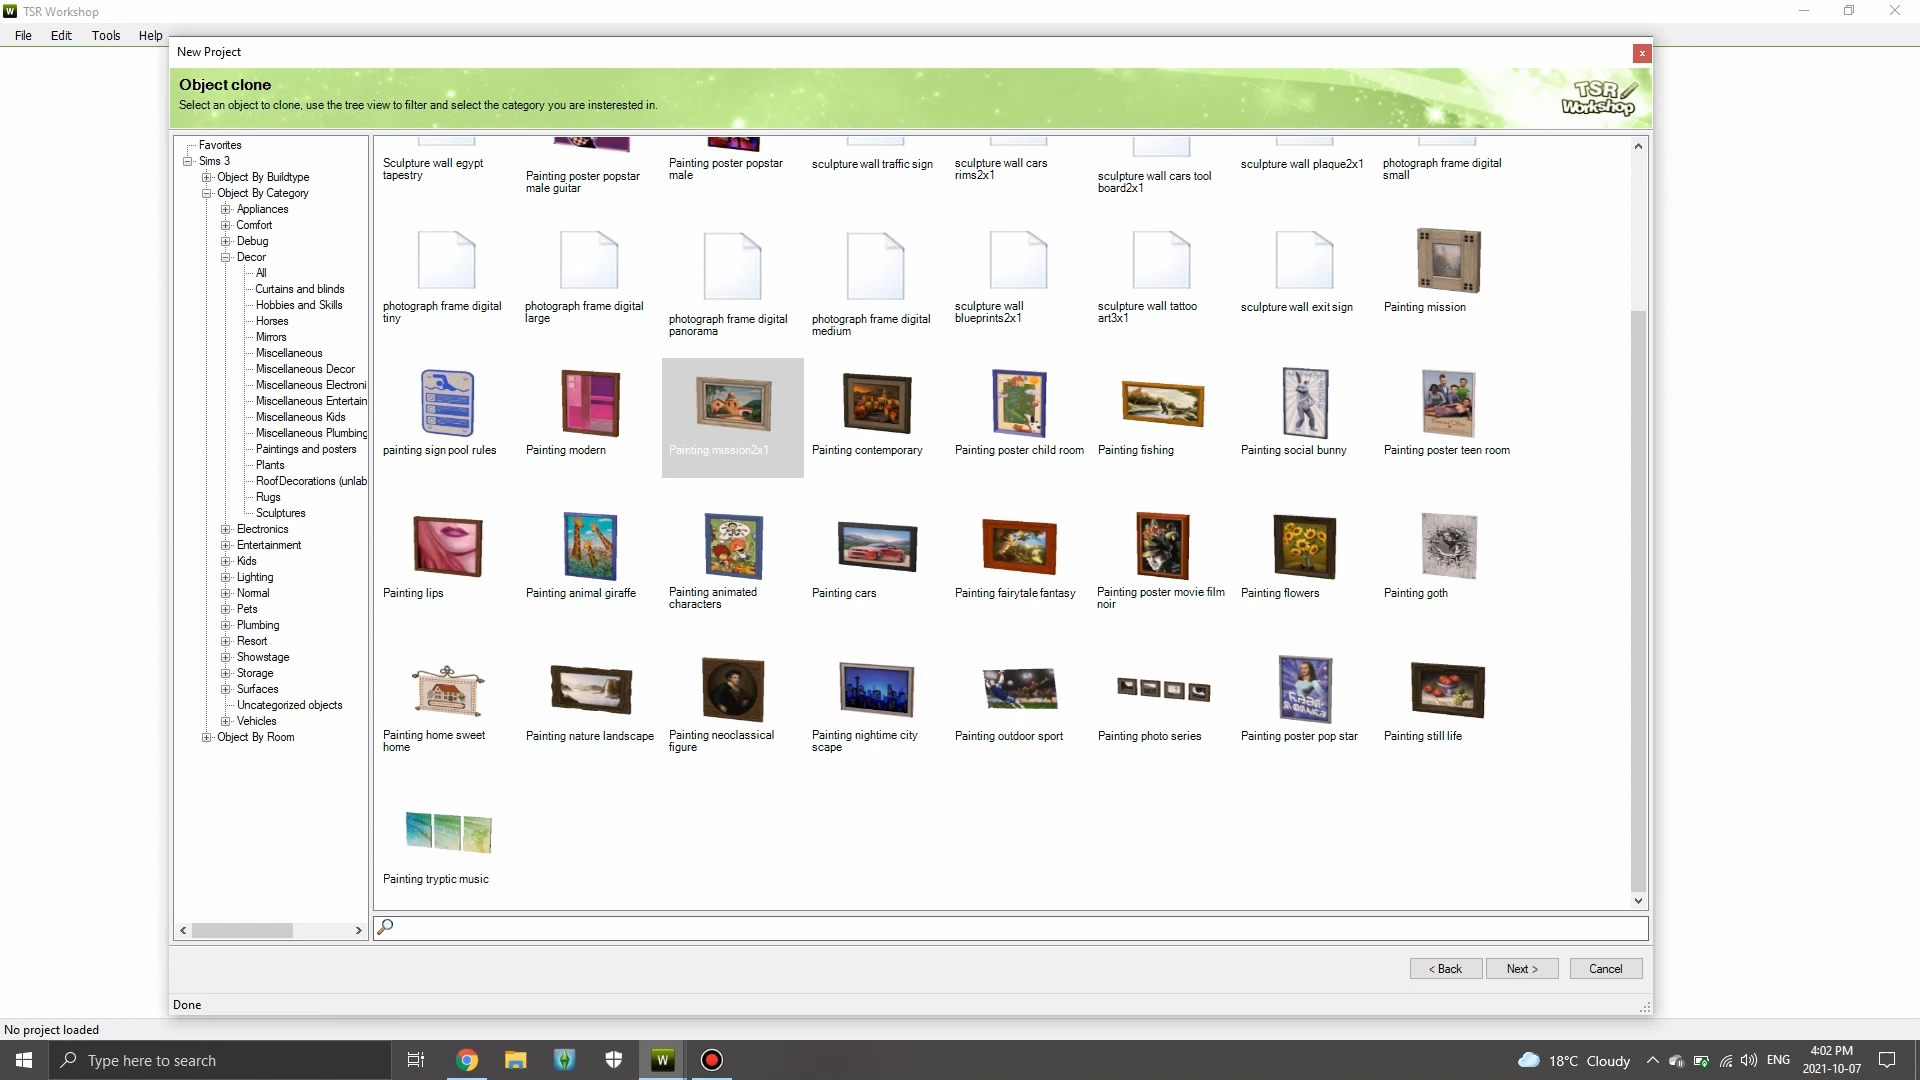 TSR Workshop
File Edit Tools Help
New Project
Object clone
Select an object to clone, use the tree view to filter and select the category you are insterested in.
TSR Workshop
Favorites
Sims 3
Object By Buildtype
Object By Category
Appliances
Comfort
Debug
Decor
All
Curtains and blinds
Hobbies and Skills
Horses
Mirrors
Miscellaneous
Miscellaneous Decor
Miscellaneous Electroni
Miscellaneous Entertain
Miscellaneous Kids
Miscellaneous Plumbing
Paintings and posters
Plants
RoofDecorations (unlab
Rugs
Sculptures
Electronics
Entertainment
Kids
Lighting
Normal
Pets
Plumbing
Resort
Showstage
Storage
Surfaces
Uncategorized objects
Vehicles
Object By Room
Sculpture wall egypt
tapestry
Painting poster popstar
male guitar
Painting poster popstar
male
sculpture wall traffic sign
sculpture wall cars
rims2x1
sculpture wall cars tool
board2x1
sculpture wall plaque2x1
photograph frame digital
small
photograph frame digital
tiny
photograph frame digital
large
photograph frame digital
panorama
photograph frame digital
medium
sculpture wall
blueprints2x1
sculpture wall tattoo
art3x1
sculpture wall exit sign
Painting mission
painting sign pool rules
Painting modern
Painting mission2x1
Painting contemporary
Painting poster child room
Painting fishing
Painting social bunny
Painting poster teen room
Painting lips
Painting animal giraffe
Painting animated
characters
Painting cars
Painting fairytale fantasy
Painting poster movie film
noir
Painting flowers
Painting goth
Painting home sweet
home
Painting nature landscape
Painting neoclassical
figure
Painting nightime city
scape
Painting outdoor sport
Painting photo series
Painting poster pop star
Painting still life
Painting tryptic music
< Back Next > Cancel
Done
No project loaded
Type here to search
18°C Cloudy
ENG
4:02 PM
2021-10-07